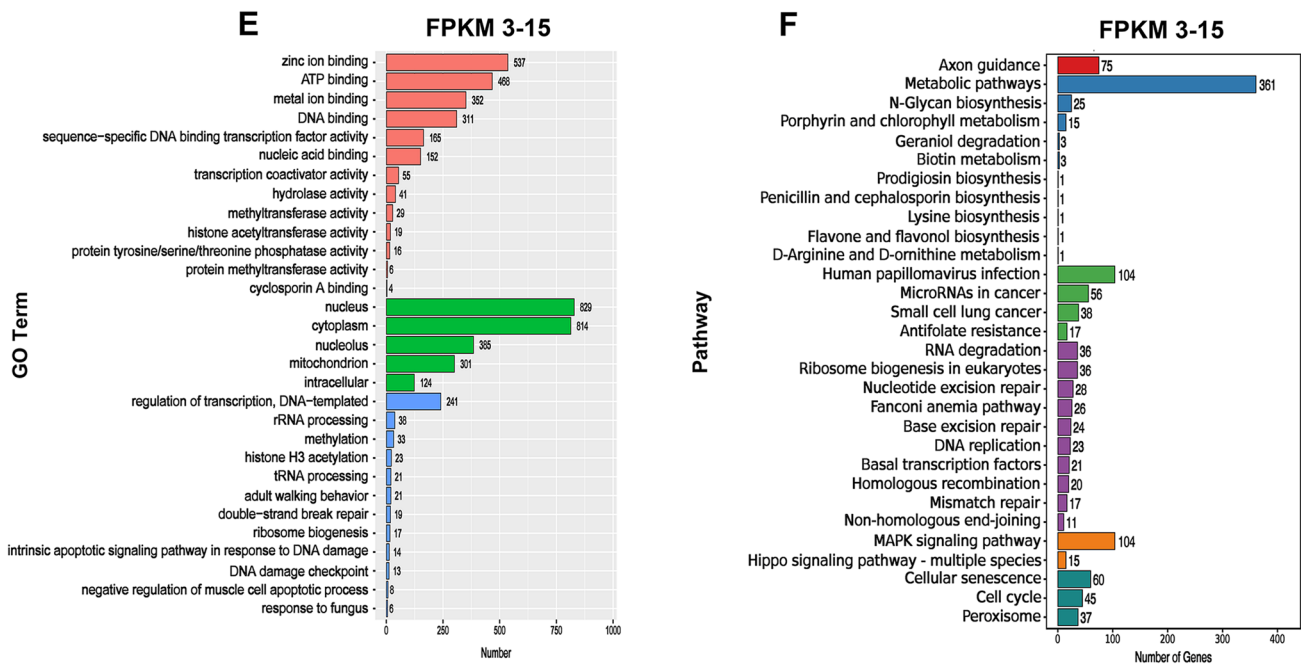 E
FPKM 3-15
GO Term
zinc ion binding 537
ATP binding 468
metal ion binding 352
DNA binding 311
sequence-specific DNA binding transcription factor activity 165
nucleic acid binding 152
transcription coactivator activity 55
hydrolase activity 41
methyltransferase activity 29
histone acetyltransferase activity 19
protein tyrosine/serine/threonine phosphatase activity 16
protein methyltransferase activity 6
cyclosporin A binding 4
nucleus 829
cytoplasm 814
nucleolus 385
mitochondrion 301
intracellular 124
regulation of transcription, DNA-templated 241
rRNA processing 38
methylation 33
histone H3 acetylation 23
tRNA processing 21
adult walking behavior 21
double-strand break repair 19
ribosome biogenesis 17
intrinsic apoptotic signaling pathway in response to DNA damage 14
DNA damage checkpoint 13
negative regulation of muscle cell apoptotic process 8
response to fungus 6
0 250 500 750 1000
Number
F
FPKM 3-15
Pathway
Axon guidance 75
Metabolic pathways 361
N-Glycan biosynthesis 25
Porphyrin and chlorophyll metabolism 15
Geraniol degradation 3
Biotin metabolism 3
Prodigiosin biosynthesis 1
Penicillin and cephalosporin biosynthesis 1
Lysine biosynthesis 1
Flavone and flavonol biosynthesis 1
D-Arginine and D-ornithine metabolism 1
Human papillomavirus infection 104
MicroRNAs in cancer 56
Small cell lung cancer 38
Antifolate resistance 17
RNA degradation 36
Ribosome biogenesis in eukaryotes 36
Nucleotide excision repair 28
Fanconi anemia pathway 26
Base excision repair 24
DNA replication 23
Basal transcription factors 21
Homologous recombination 20
Mismatch repair 17
Non-homologous end-joining 11
MAPK signaling pathway 104
Hippo signaling pathway - multiple species 15
Cellular senescence 60
Cell cycle 45
Peroxisome 37
0 100 200 300 400
Number of Genes